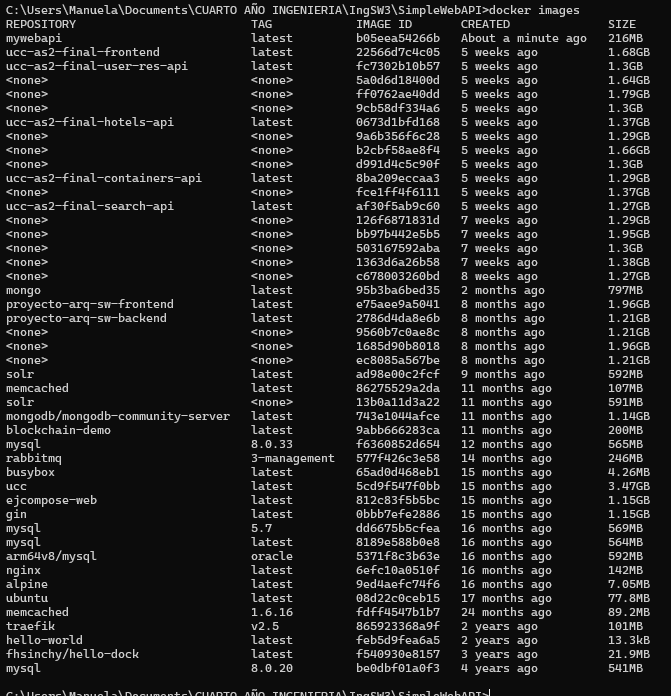 C:\Users\Manuela\Documents\CUARTO AÑO INGENIERIA\IngSW3\SimpleWebAPI>docker images
REPOSITORY TAG IMAGE ID CREATED SIZE
mywebapi latest b05eea54266b About a minute ago 216MB
ucc-as2-final-frontend latest 22566d7c4c05 5 weeks ago 1.68GB
ucc-as2-final-user-res-api latest fc7302b10b57 5 weeks ago 1.3GB
<none> <none> 5a0d6d18400d 5 weeks ago 1.64GB
<none> <none> ff0762ae40dd 5 weeks ago 1.79GB
<none> <none> 9cb58df334a6 5 weeks ago 1.3GB
ucc-as2-final-hotels-api latest 0673d1bfd168 5 weeks ago 1.37GB
<none> <none> 9a6b356f6c28 5 weeks ago 1.29GB
<none> <none> b2cbf58ae8f4 5 weeks ago 1.66GB
<none> <none> d991d4c5c90f 5 weeks ago 1.3GB
ucc-as2-final-containers-api latest 8ba209eccaa3 5 weeks ago 1.29GB
<none> <none> fce1ff4f6111 5 weeks ago 1.37GB
ucc-as2-final-search-api latest af30f5ab9c60 5 weeks ago 1.27GB
<none> <none> 126f6871831d 7 weeks ago 1.29GB
<none> <none> bb97b442e5b5 7 weeks ago 1.95GB
<none> <none> 503167592aba 7 weeks ago 1.3GB
<none> <none> 1363d6a26b58 7 weeks ago 1.38GB
<none> <none> c678003260bd 8 weeks ago 1.27GB
mongo latest 95b3ba6bed35 2 months ago 797MB
proyecto-arq-sw-frontend latest e75aee9a5041 8 months ago 1.96GB
proyecto-arq-sw-backend latest 2786d4da8e6b 8 months ago 1.21GB
<none> <none> 9560b7c0ae8c 8 months ago 1.21GB
<none> <none> 1685d90b8018 8 months ago 1.96GB
<none> <none> ec8085a567be 8 months ago 1.21GB
solr latest ad98e00c2fcf 9 months ago 592MB
memcached latest 86275529a2da 11 months ago 107MB
solr <none> 13b0a11d3a22 11 months ago 591MB
mongodb/mongodb-community-server latest 743e1044afce 11 months ago 1.14GB
blockchain-demo latest 9abb666283ca 11 months ago 200MB
mysql 8.0.33 f6360852d654 12 months ago 565MB
rabbitmq 3-management 577f426c3e58 14 months ago 246MB
busybox latest 65ad0d468eb1 15 months ago 4.26MB
ucc latest 5cd9f547f0bb 15 months ago 3.47GB
ejcompose-web latest 812c83f5b5bc 15 months ago 1.15GB
gin latest 0bbb7efe2886 15 months ago 1.15GB
mysql 5.7 dd6675b5cfea 16 months ago 569MB
mysql latest 8189e588b0e8 16 months ago 564MB
arm64v8/mysql oracle 5371f8c3b63e 16 months ago 592MB
nginx latest 6efc10a0510f 16 months ago 142MB
alpine latest 9ed4aefc74f6 16 months ago 7.05MB
ubuntu latest 08d22c0ceb15 17 months ago 77.8MB
memcached 1.6.16 fdff4547b1b7 24 months ago 89.2MB
traefik v2.5 865923368a9f 2 years ago 101MB
hello-world latest feb5d9fea6a5 2 years ago 13.3kB
fhsinchy/hello-dock latest f540930e8157 3 years ago 21.9MB
mysql 8.0.20 be0dbf01a0f3 4 years ago 541MB
C:\Users\Manuela\Documents\CUARTO AÑO INGENIERIA\IngSW3\SimpleWebAPI>